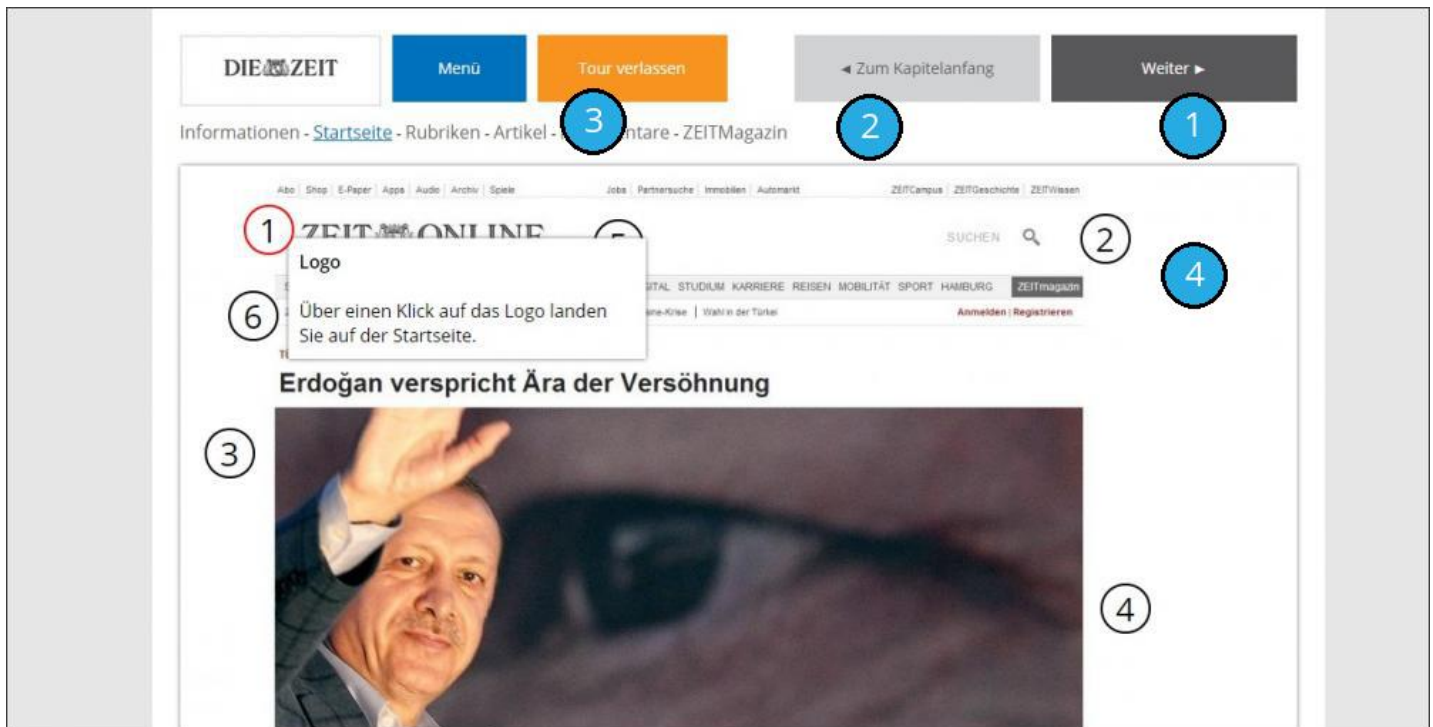 DIE ZEIT
Menü
Tour verlassen
◄ Zum Kapitelanfang
Weiter ►
3
2
1
Informationen - Startseite - Rubriken - Artikel - - ZEITMagazin
Abo | Shop | E-Paper | Apps | Audio | Archiv | Spiele
Jobs | Partnersuche | Immobilien | Automarkt
ZEITCampus | ZEITGeschichte | ZEITWissen
1
ZEIT ONLINE
5
SUCHEN
2
Logo
4
STUDIUM KARRIERE REISEN MOBILITÄT SPORT HAMBURG
ZEITmagazin
6
Über einen Klick auf das Logo landen
Sie auf der Startseite.
Wahl in der Türkei
Anmelden | Registrieren
Erdoğan verspricht Ära der Versöhnung
3
4